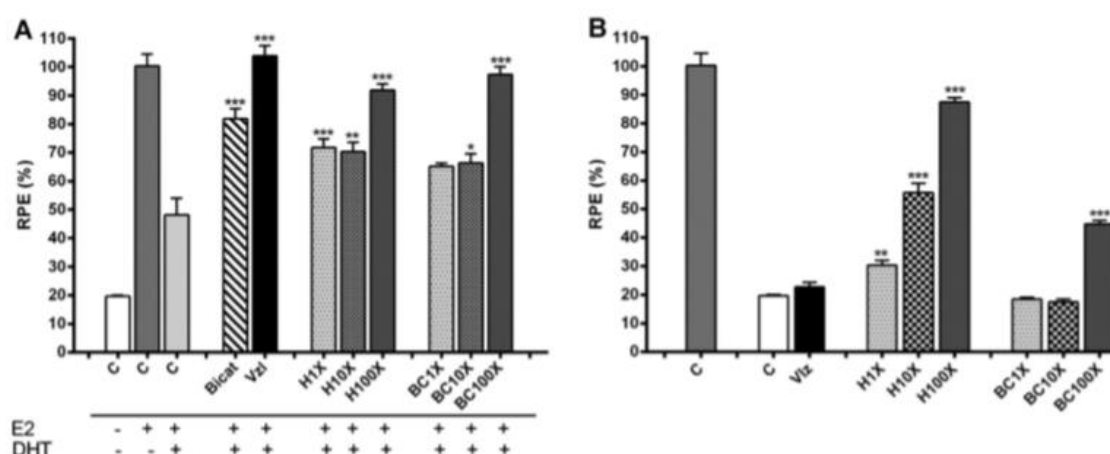 A
B
RPE (%)
110
100
90
80
70
60
50
40
30
20
10
0
*** *** *** ** *** * ***
C C C Bicat Vzl H1X H10X H100X BC1X BC10X BC100X
E2 - + + + + + + + + + +
DHT - - + + + + + + + + +
RPE (%)
110
100
90
80
70
60
50
40
30
20
10
0
** *** *** ***
C C Vlz H1X H10X H100X BC1X BC10X BC100X